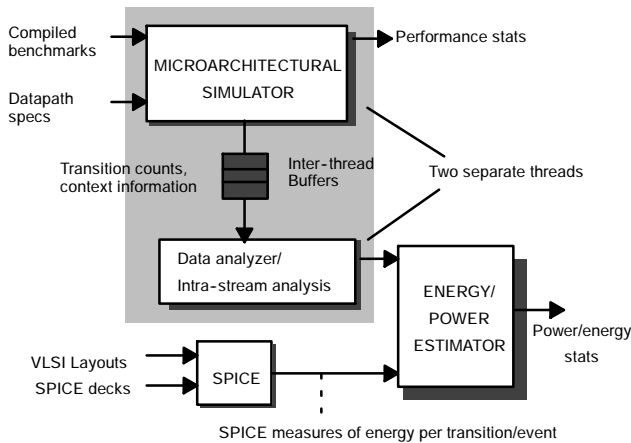 Compiled
benchmarks
Performance stats
MICROARCHITECTURAL
SIMULATOR
Datapath
specs
Transition counts,
context information
Inter-thread
Buffers
Two separate threads
Data analyzer/
Intra-stream analysis
ENERGY/
POWER
ESTIMATOR
Power/energy
stats
VLSI Layouts
SPICE decks
SPICE
SPICE measures of energy per transition/event